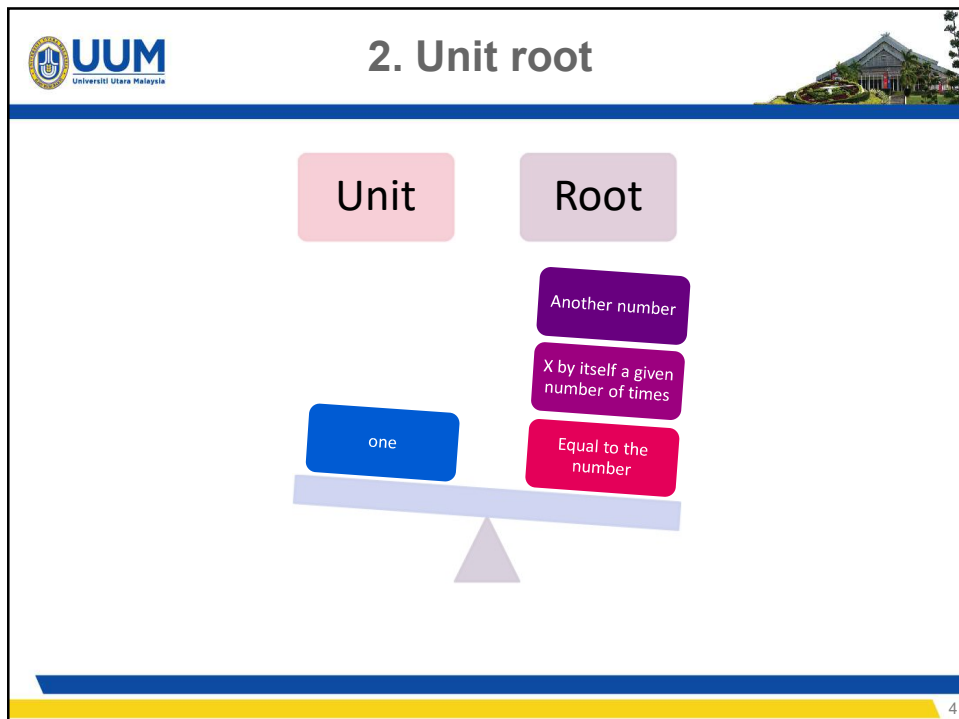 UUM
Universiti Utara Malaysia
2. Unit root
Unit
Root
Another number
X by itself a given
number of times
one
Equal to the
number
4